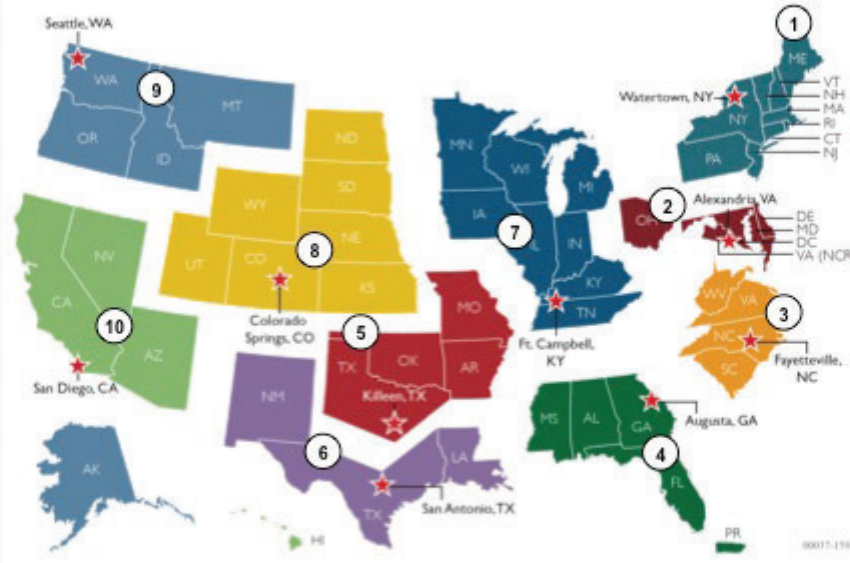 Seattle, WA
1
ME
WA
9
MT
VT
NH
Watertown, NY
MA
ND
RI
OR
NY
CT
MN
ID
NJ
WI
PA
SD
MI
Alexandria, VA
WY
IA
2
OH
DE
NV
7
MD
NE
DC
8
IN
VA (NCR
UT
CO
KY
CA
KS
WV
VA
MO
TN
3
10
5
Colorado
Springs, CO
NC
AZ
OK
Ft. Campbell,
KY
TX
AR
SC
Fayetteville,
NC
San Diego, CA
NM
Killeen, TX
MS
AL
GA
Augusta, GA
6
LA
4
AK
FL
TX
San Antonio, TX
HI
PR